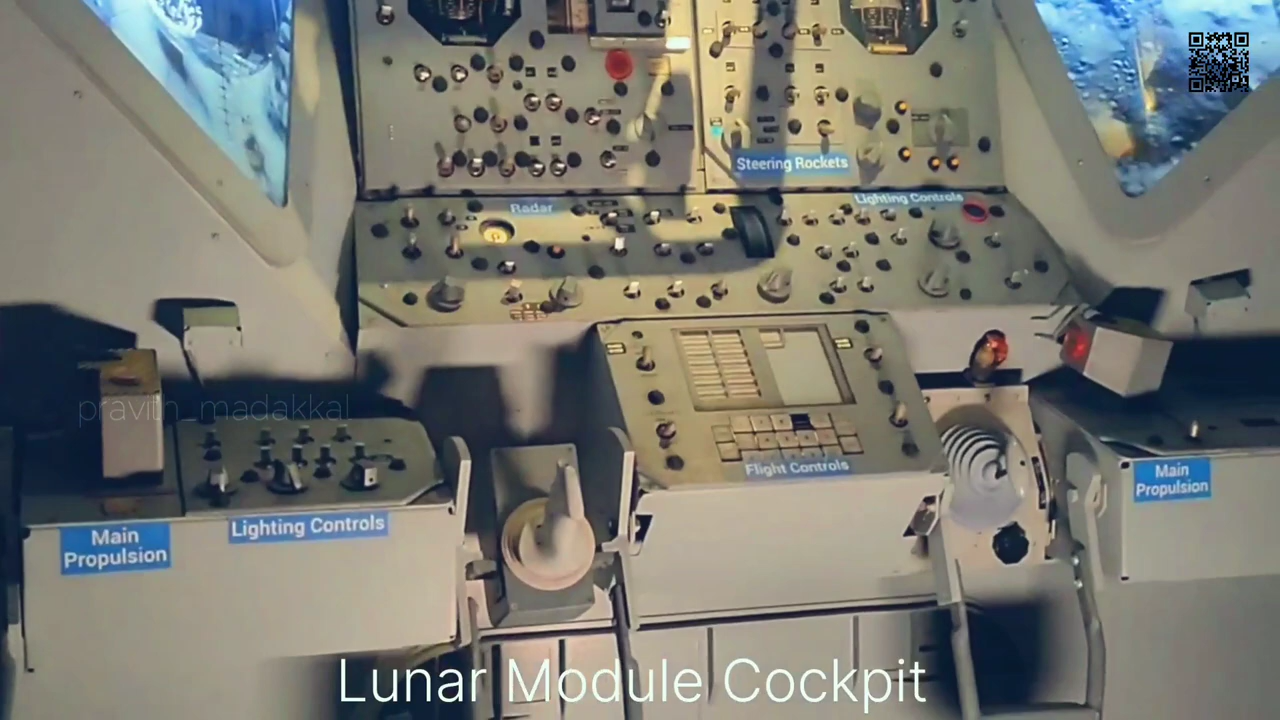 Steering Rockets
Radar
Lighting Controls
pravith_madakkal
Flight Controls
Main
Propulsion
Main
Propulsion
Lighting Controls
Lunar Module Cockpit